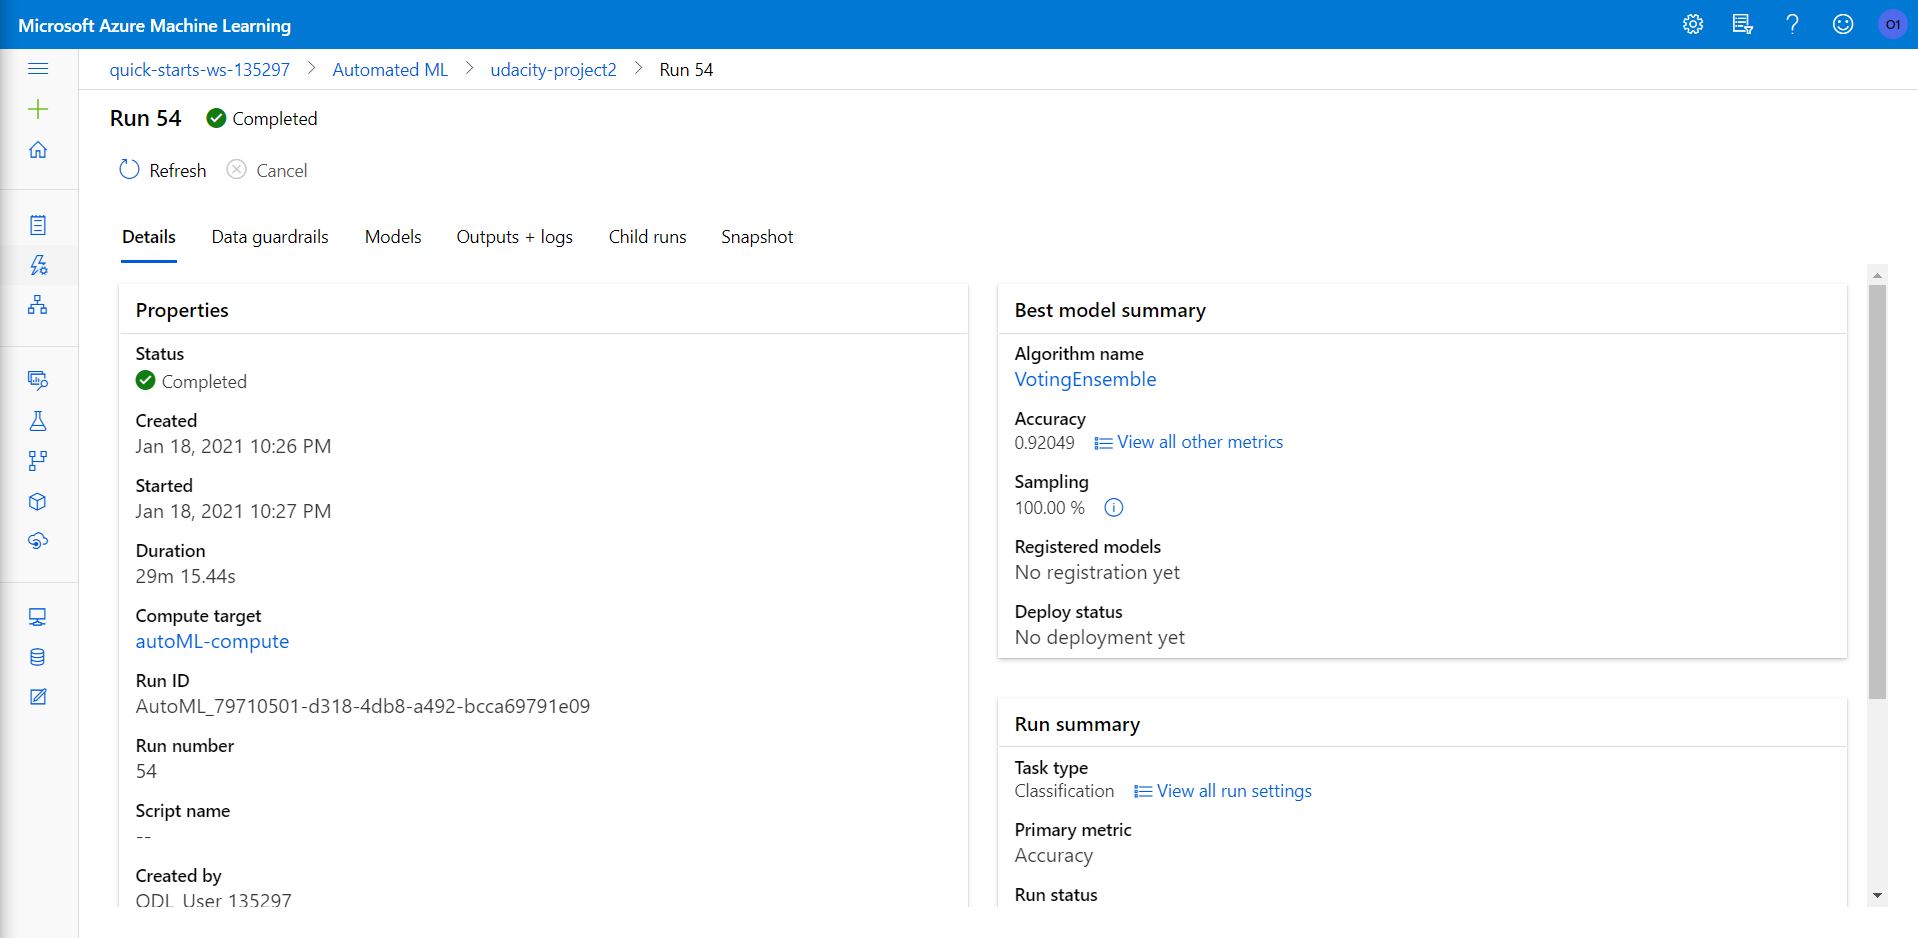 Microsoft Azure Machine Learning
O1
quick-starts-ws-135297 > Automated ML > udacity-project2 > Run 54
Run 54 Completed
Refresh Cancel
Details Data guardrails Models Outputs + logs Child runs Snapshot
Properties
Status
Completed
Created
Jan 18, 2021 10:26 PM
Started
Jan 18, 2021 10:27 PM
Duration
29m 15.44s
Compute target
autoML-compute
Run ID
AutoML_79710501-d318-4db8-a492-bcca69791e09
Run number
54
Script name
--
Created by
ODL_User 135297
Best model summary
Algorithm name
VotingEnsemble
Accuracy
0.92049 View all other metrics
Sampling
100.00 %
Registered models
No registration yet
Deploy status
No deployment yet
Run summary
Task type
Classification View all run settings
Primary metric
Accuracy
Run status